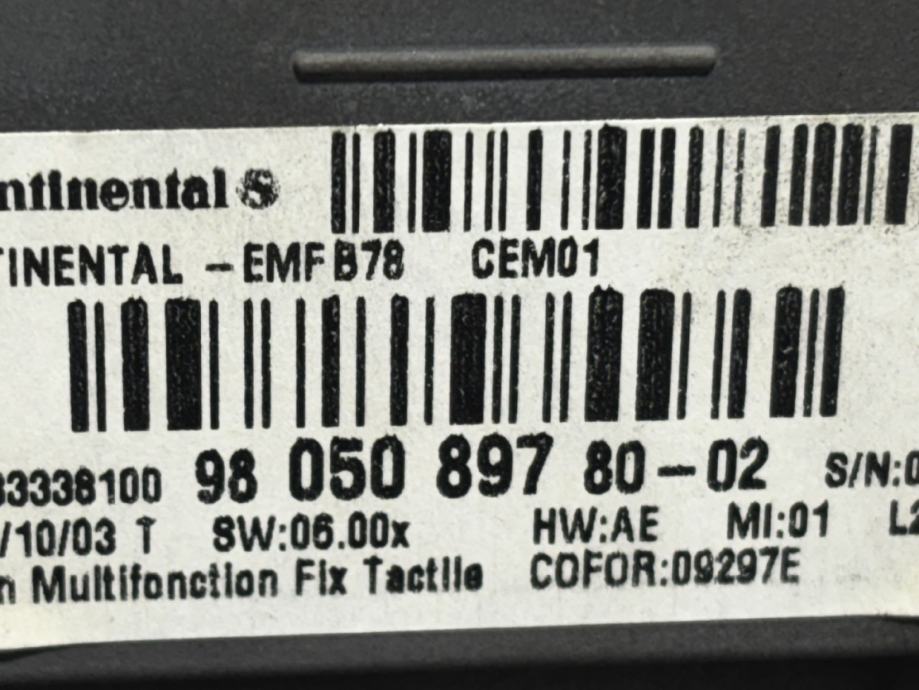 ntinental S
TINENTAL -EMF B78 CEM01
33338100 98 050 897 80-02 S/N:0
/10/03 T SW:06.00x HW:AE MI:01 L2
n Multifonction Fix Tactile COFOR:09297E